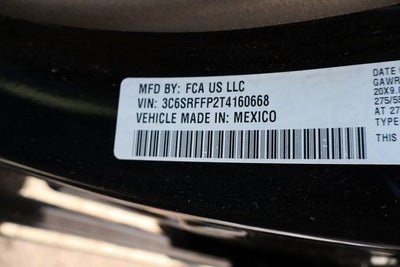 MFD BY: FCA US LLC
VIN: 3C6SRFFP2T4160668
VEHICLE MADE IN: MEXICO
DATE
GAWR
20X9.0
275/55
AT 27
TYPE
THIS